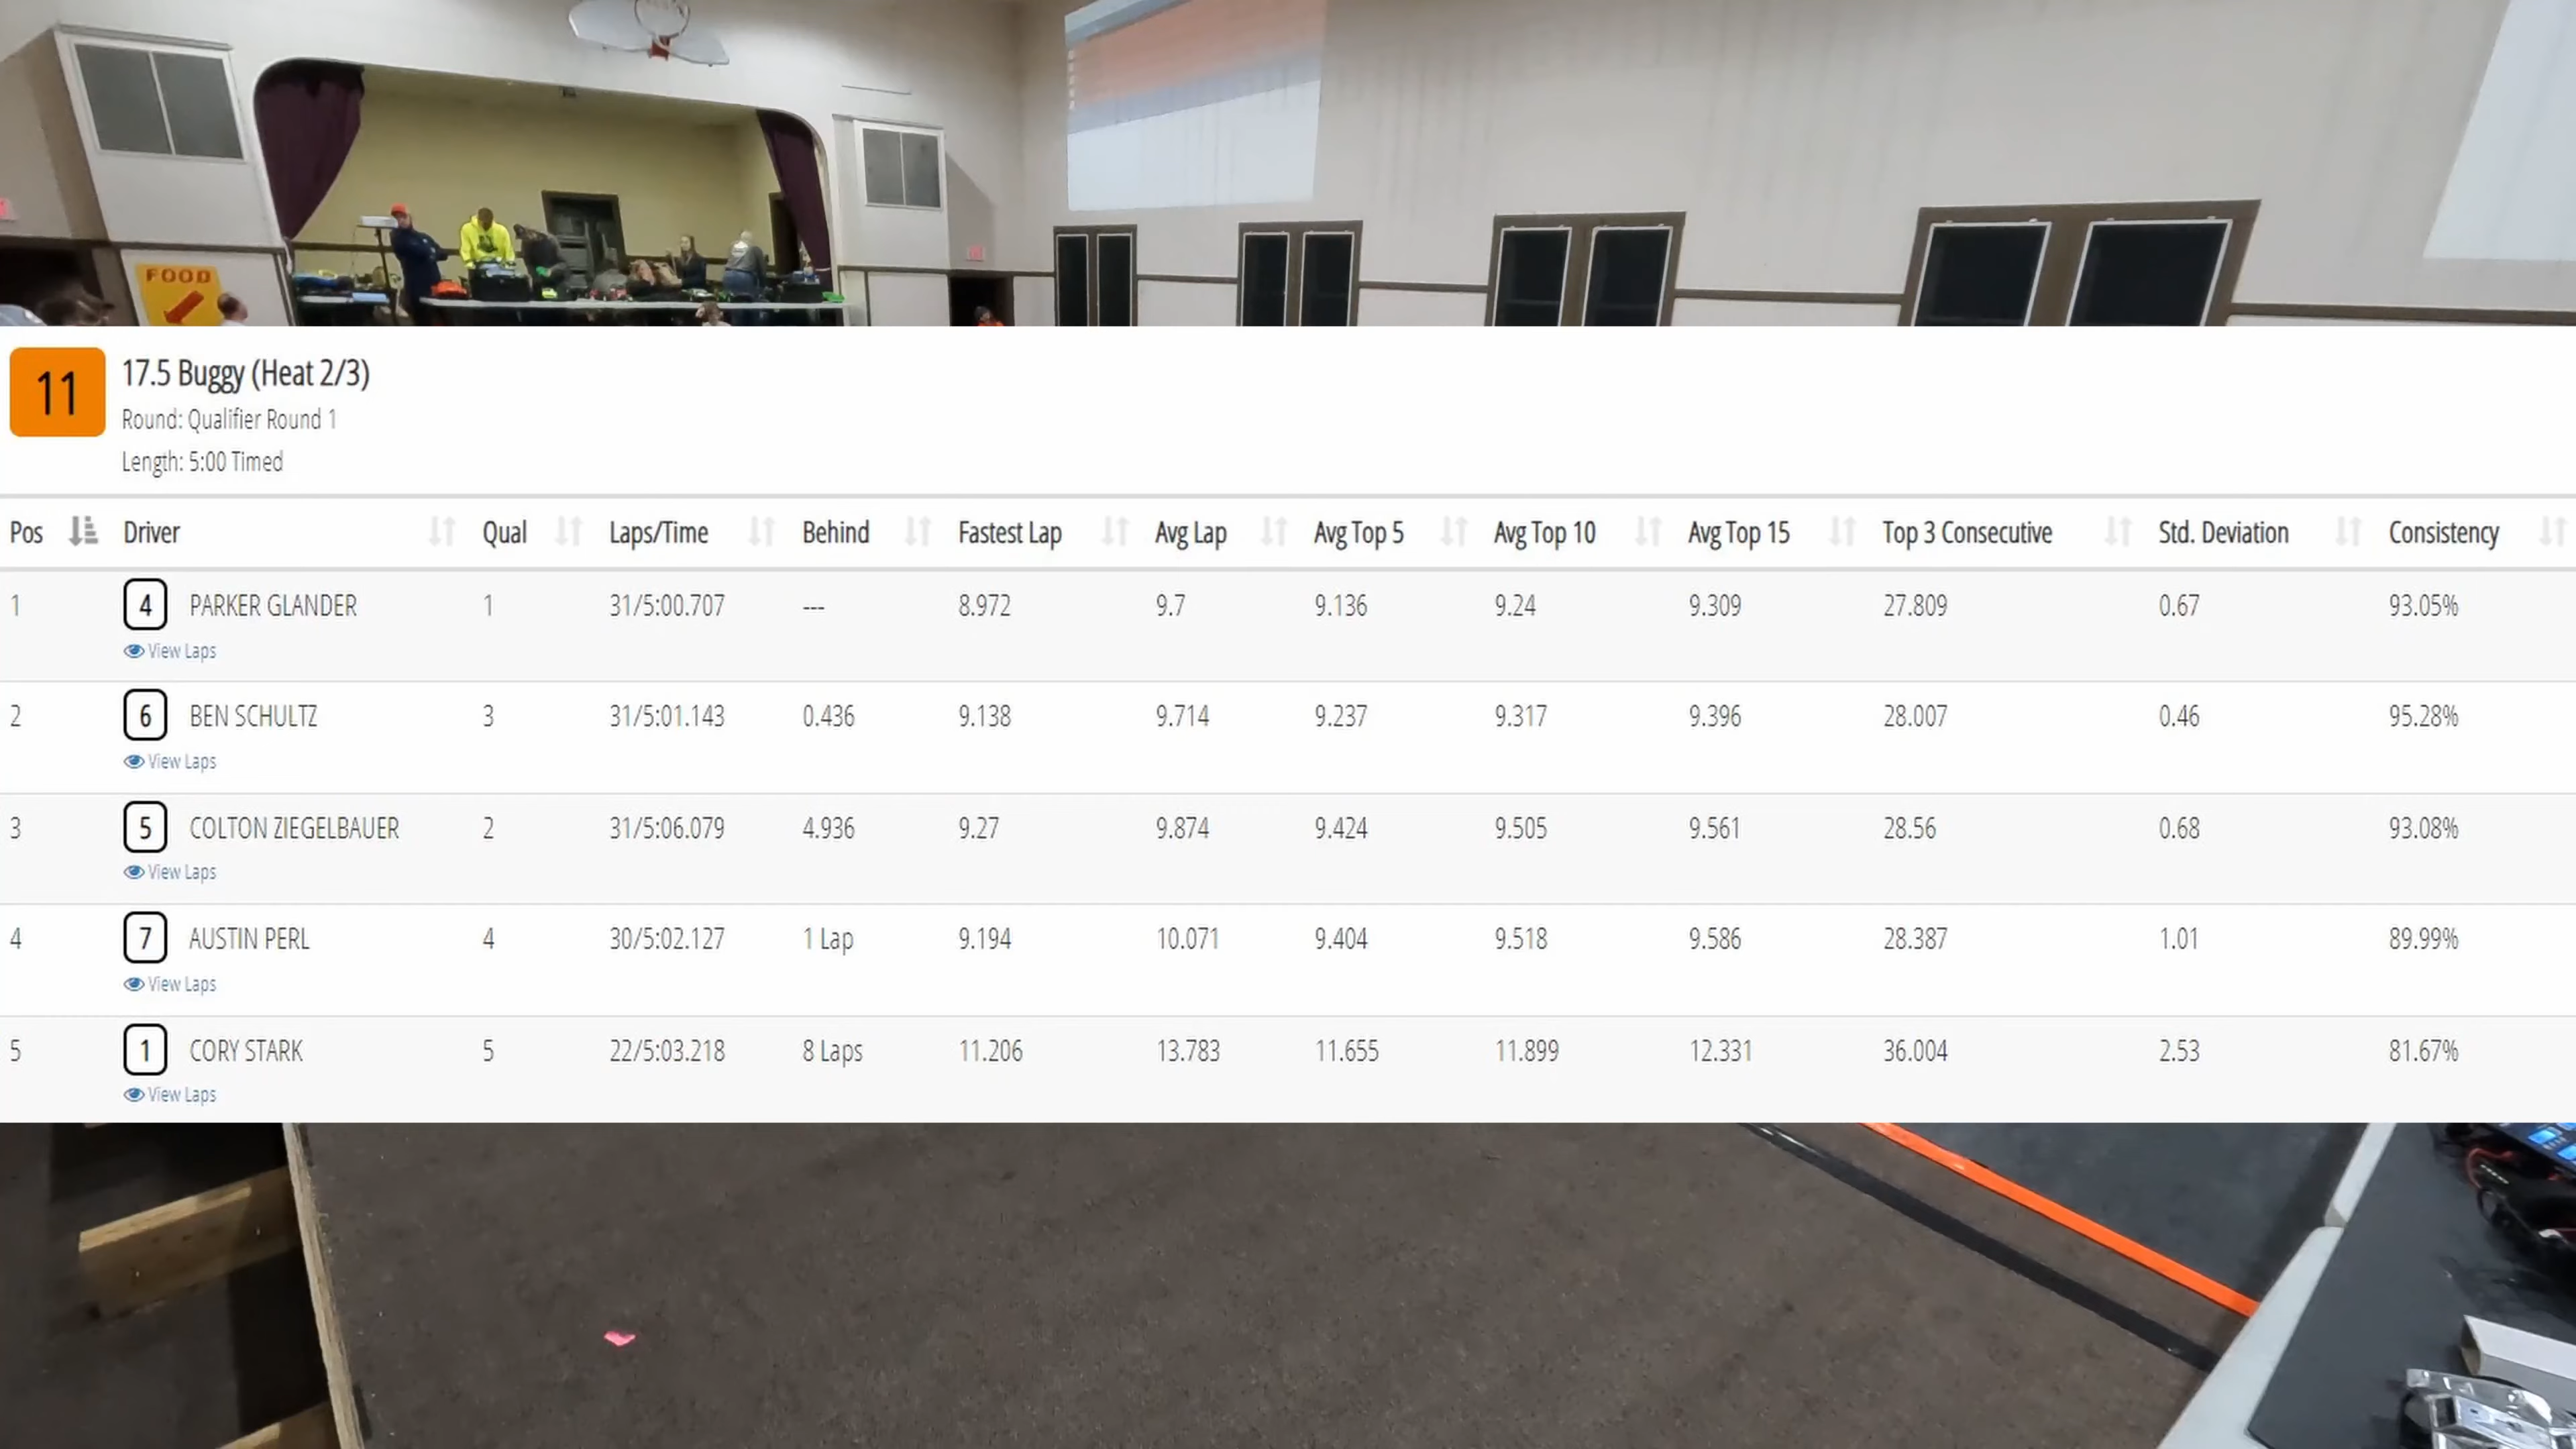 FOOD
11
17.5 Buggy (Heat 2/3)
Round: Qualifier Round 1
Length: 5:00 Timed
Pos Driver Qual Laps/Time Behind Fastest Lap Avg Lap Avg Top 5 Avg Top 10 Avg Top 15 Top 3 Consecutive Std. Deviation Consistency
1 4 PARKER GLANDER 1 31/5:00.707 --- 8.972 9.7 9.136 9.24 9.309 27.809 0.67 93.05%
View Laps
2 6 BEN SCHULTZ 3 31/5:01.143 0.436 9.138 9.714 9.237 9.317 9.396 28.007 0.46 95.28%
View Laps
3 5 COLTON ZIEGELBAUER 2 31/5:06.079 4.936 9.27 9.874 9.424 9.505 9.561 28.56 0.68 93.08%
View Laps
4 7 AUSTIN PERL 4 30/5:02.127 1 Lap 9.194 10.071 9.404 9.518 9.586 28.387 1.01 89.99%
View Laps
5 1 CORY STARK 5 22/5:03.218 8 Laps 11.206 13.783 11.655 11.899 12.331 36.004 2.53 81.67%
View Laps